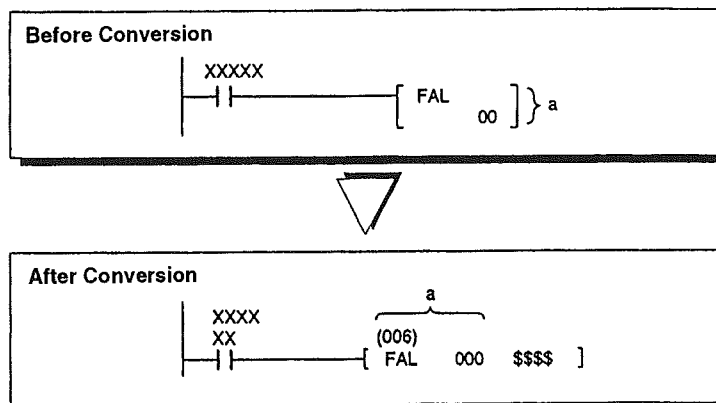 Before Conversion
XXXXX
FAL
00
a
After Conversion
a
XXXX
XX
(006)
FAL 000 $$$$